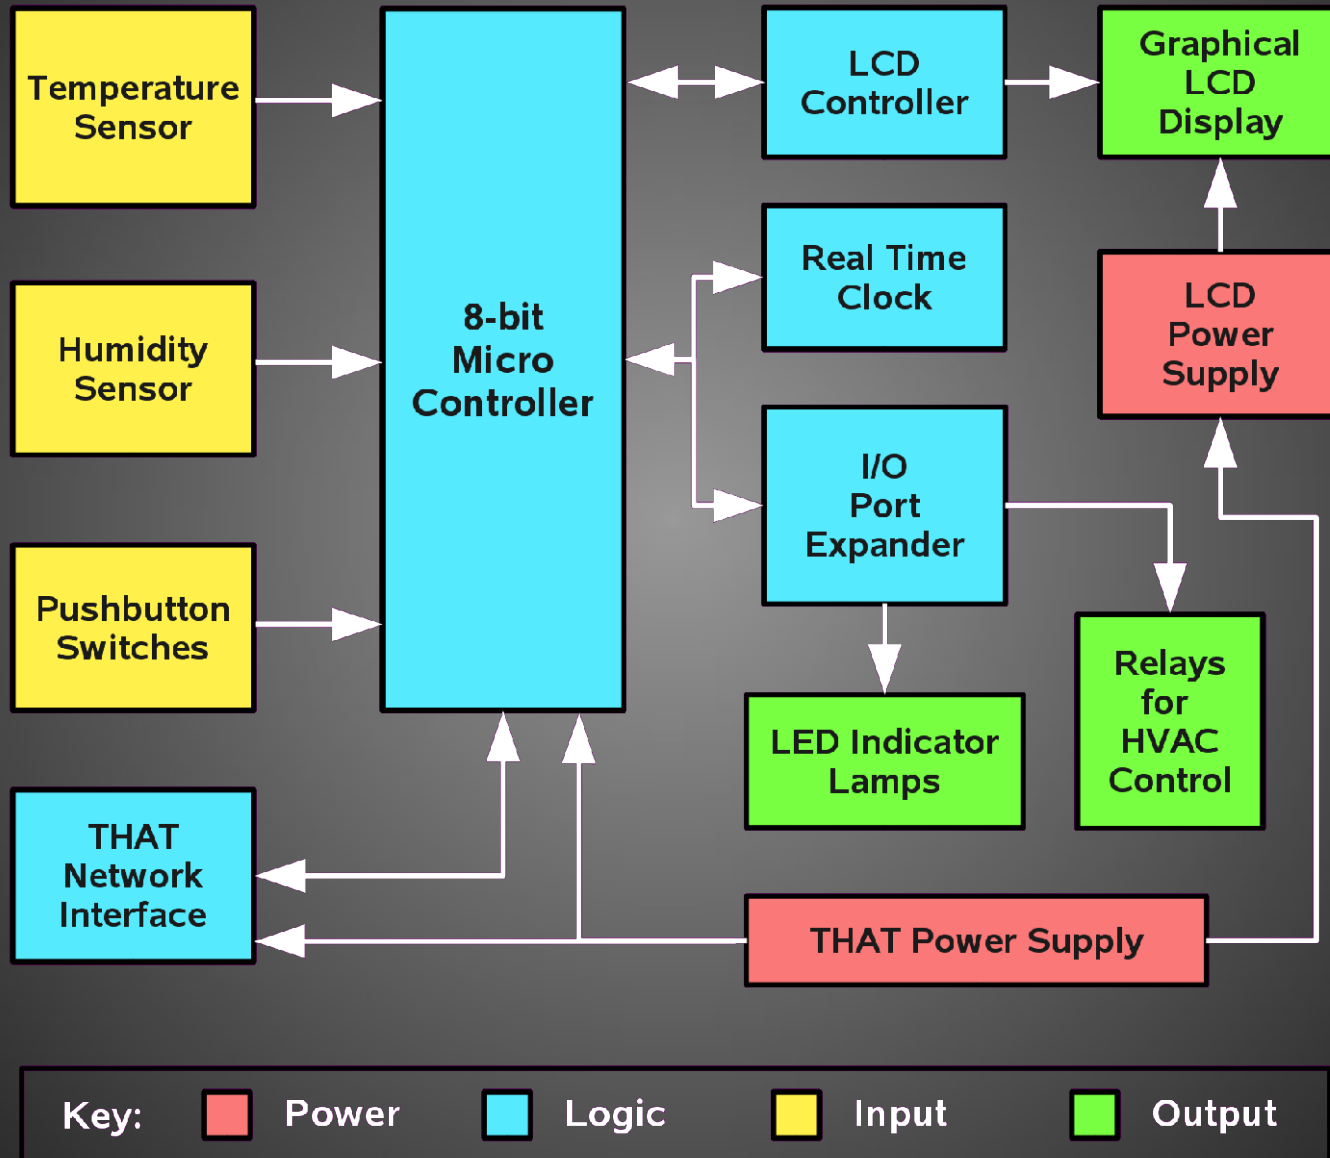 Temperature
Sensor
8-bit
Micro
Controller
LCD
Controller
Graphical
LCD
Display
Real Time
Clock
LCD
Power
Supply
Humidity
Sensor
I/O
Port
Expander
Pushbutton
Switches
Relays
for
HVAC
Control
LED Indicator
Lamps
THAT
Network
Interface
THAT Power Supply
Key: Power Logic Input Output